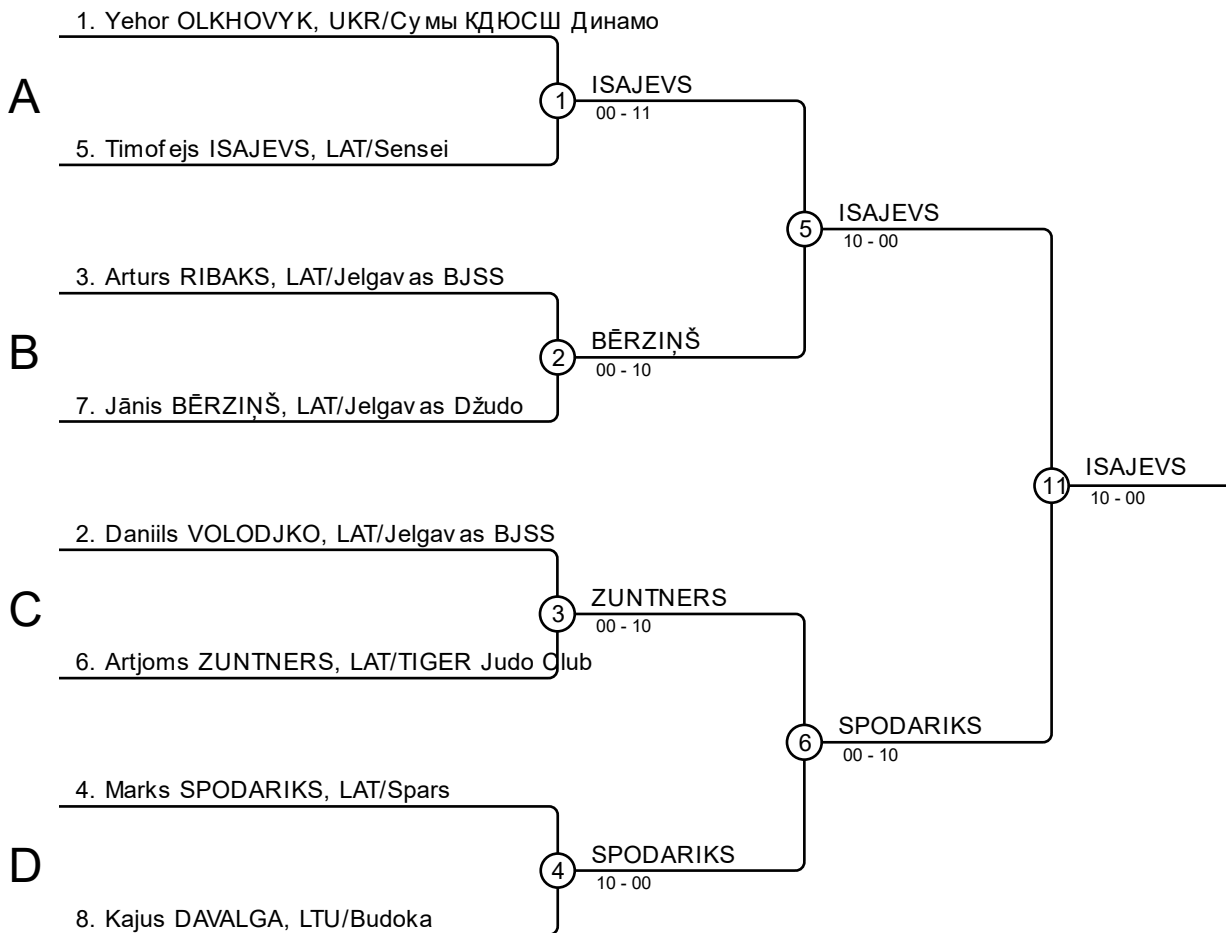 1. Yehor OLKHOVYK, UKR/Сумы КДЮСШ Динамо
A
1
ISAJEVS
00 - 11
5. Timofejs ISAJEVS, LAT/Sensei
5
ISAJEVS
10 - 00
3. Arturs RIBAKS, LAT/Jelgavas BJSS
B
2
BĒRZIŅŠ
00 - 10
7. Jānis BĒRZIŅŠ, LAT/Jelgavas Džudo
11
ISAJEVS
10 - 00
2. Daniils VOLODJKO, LAT/Jelgavas BJSS
C
3
ZUNTNERS
00 - 10
6. Artjoms ZUNTNERS, LAT/TIGER Judo Club
6
SPODARIKS
00 - 10
4. Marks SPODARIKS, LAT/Spars
D
4
SPODARIKS
10 - 00
8. Kajus DAVALGA, LTU/Budoka